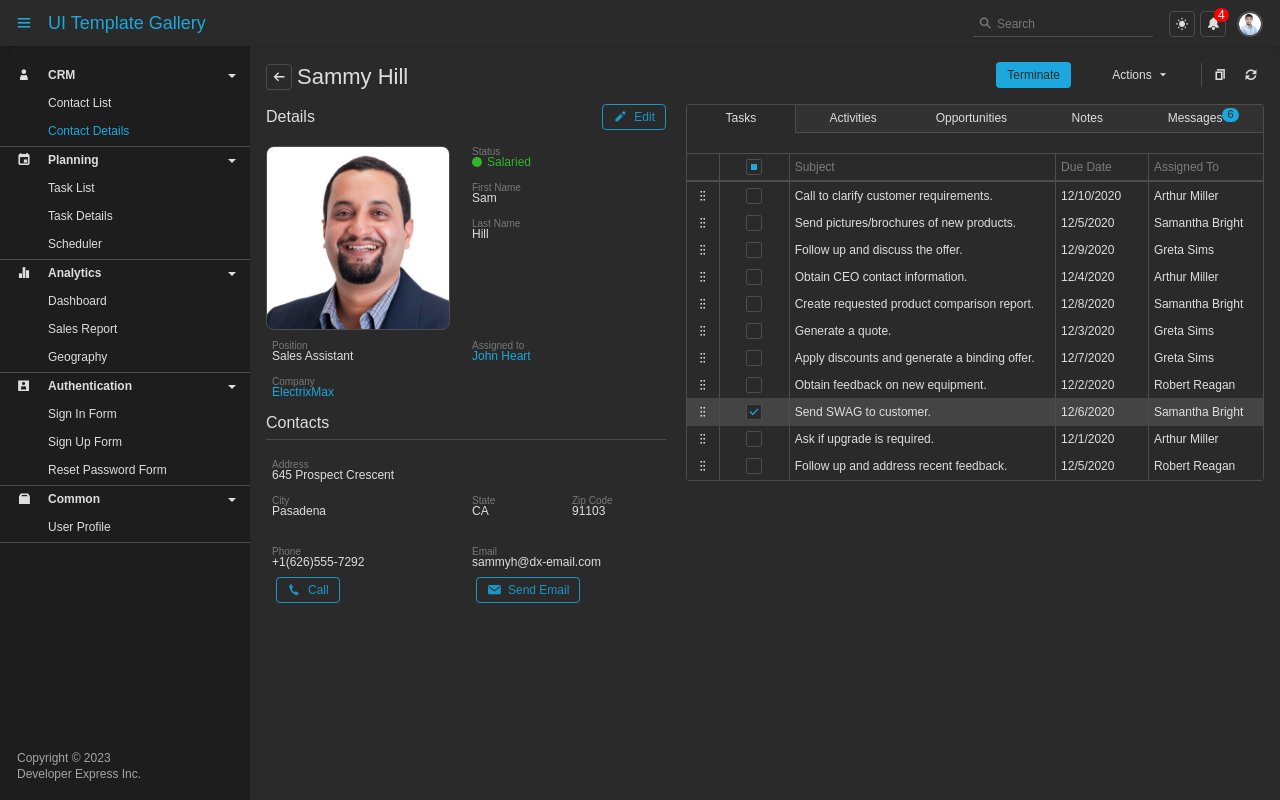 UI Template Gallery
Search
4
CRM
Contact List
Contact Details
Planning
Task List
Task Details
Scheduler
Analytics
Dashboard
Sales Report
Geography
Authentication
Sign In Form
Sign Up Form
Reset Password Form
Common
User Profile
Copyright © 2023
Developer Express Inc.
Sammy Hill
Terminate
Actions
Details
Edit
Status
Salaried
First Name
Sam
Last Name
Hill
Position
Sales Assistant
Assigned to
John Heart
Company
ElectrixMax
Contacts
Address
645 Prospect Crescent
City State Zip Code
Pasadena CA 91103
Phone Email
+1(626)555-7292 sammyh@dx-email.com
Call Send Email
Tasks Activities Opportunities Notes Messages 6
Subject Due Date Assigned To
Call to clarify customer requirements. 12/10/2020 Arthur Miller
Send pictures/brochures of new products. 12/5/2020 Samantha Bright
Follow up and discuss the offer. 12/9/2020 Greta Sims
Obtain CEO contact information. 12/4/2020 Arthur Miller
Create requested product comparison report. 12/8/2020 Samantha Bright
Generate a quote. 12/3/2020 Greta Sims
Apply discounts and generate a binding offer. 12/7/2020 Greta Sims
Obtain feedback on new equipment. 12/2/2020 Robert Reagan
Send SWAG to customer. 12/6/2020 Samantha Bright
Ask if upgrade is required. 12/1/2020 Arthur Miller
Follow up and address recent feedback. 12/5/2020 Robert Reagan